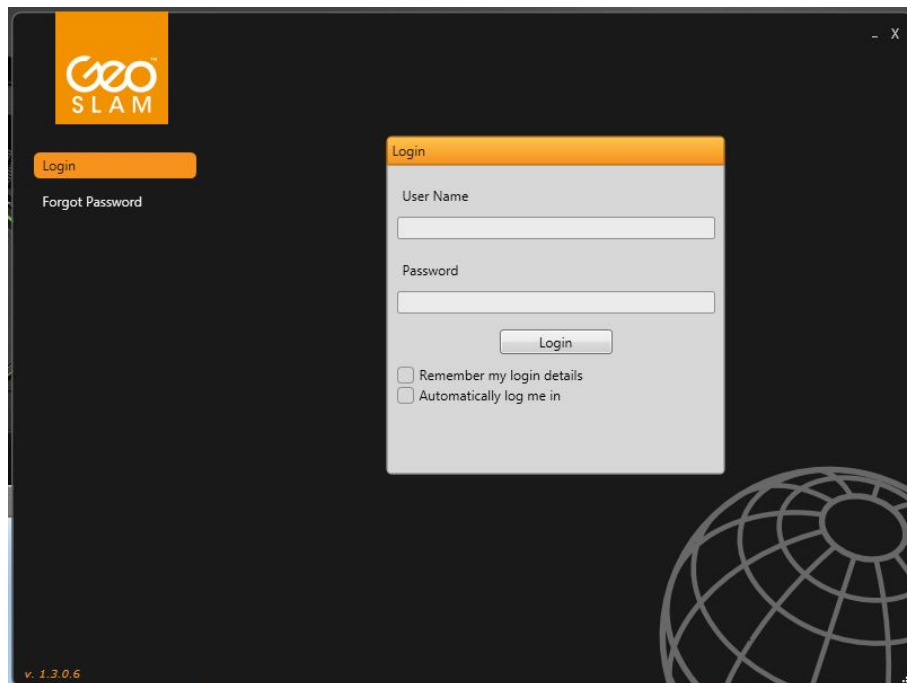 GEO™
SLAM
_ X
Login
Forgot Password
Login
User Name
Password
Login
Remember my login details
Automatically log me in
v. 1.3.0.6